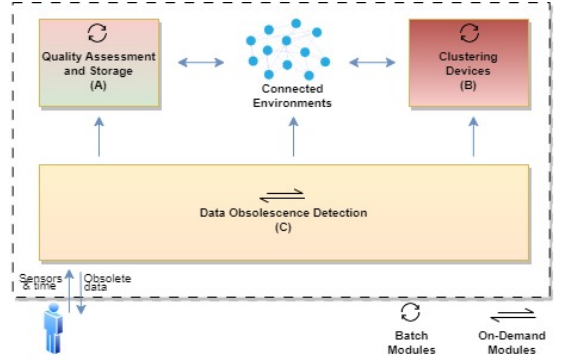 Quality Assessment
and Storage
(A)
Connected
Environments
Clustering
Devices
(B)
Data Obsolescence Detection
(C)
Sensors
& time
Obsolete
data
Batch
Modules
On-Demand
Modules